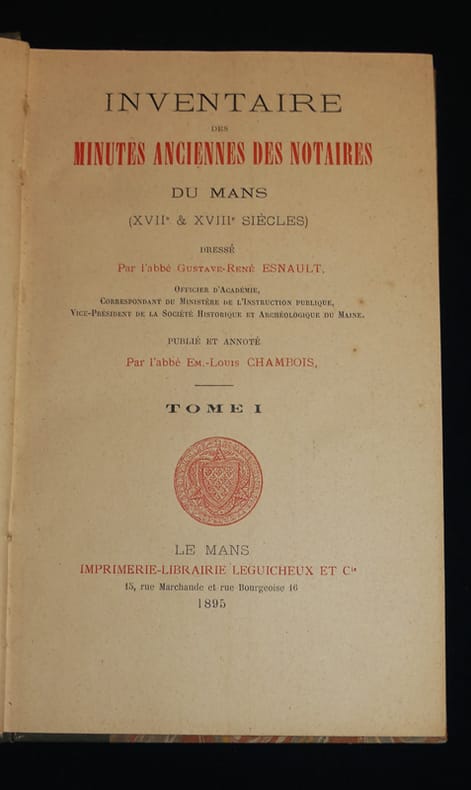 INVENTAIRE
DES
MINUTES ANCIENNES DES NOTAIRES
DU MANS
(XVIIe & XVIIIe SIÈCLES)
DRESSÉ
Par l'abbé Gustave-René ESNAULT,
Officier d'Académie,
Correspondant du Ministère de l'Instruction publique,
Vice-Président de la Société Historique et Archéologique du Maine.
PUBLIÉ ET ANNOTÉ
Par l'abbé Em.-Louis CHAMBOIS,
TOME I
LE MANS
IMPRIMERIE-LIBRAIRIE LEGUICHEUX ET Cie
15, rue Marchande et rue Bourgeoise 16
1895